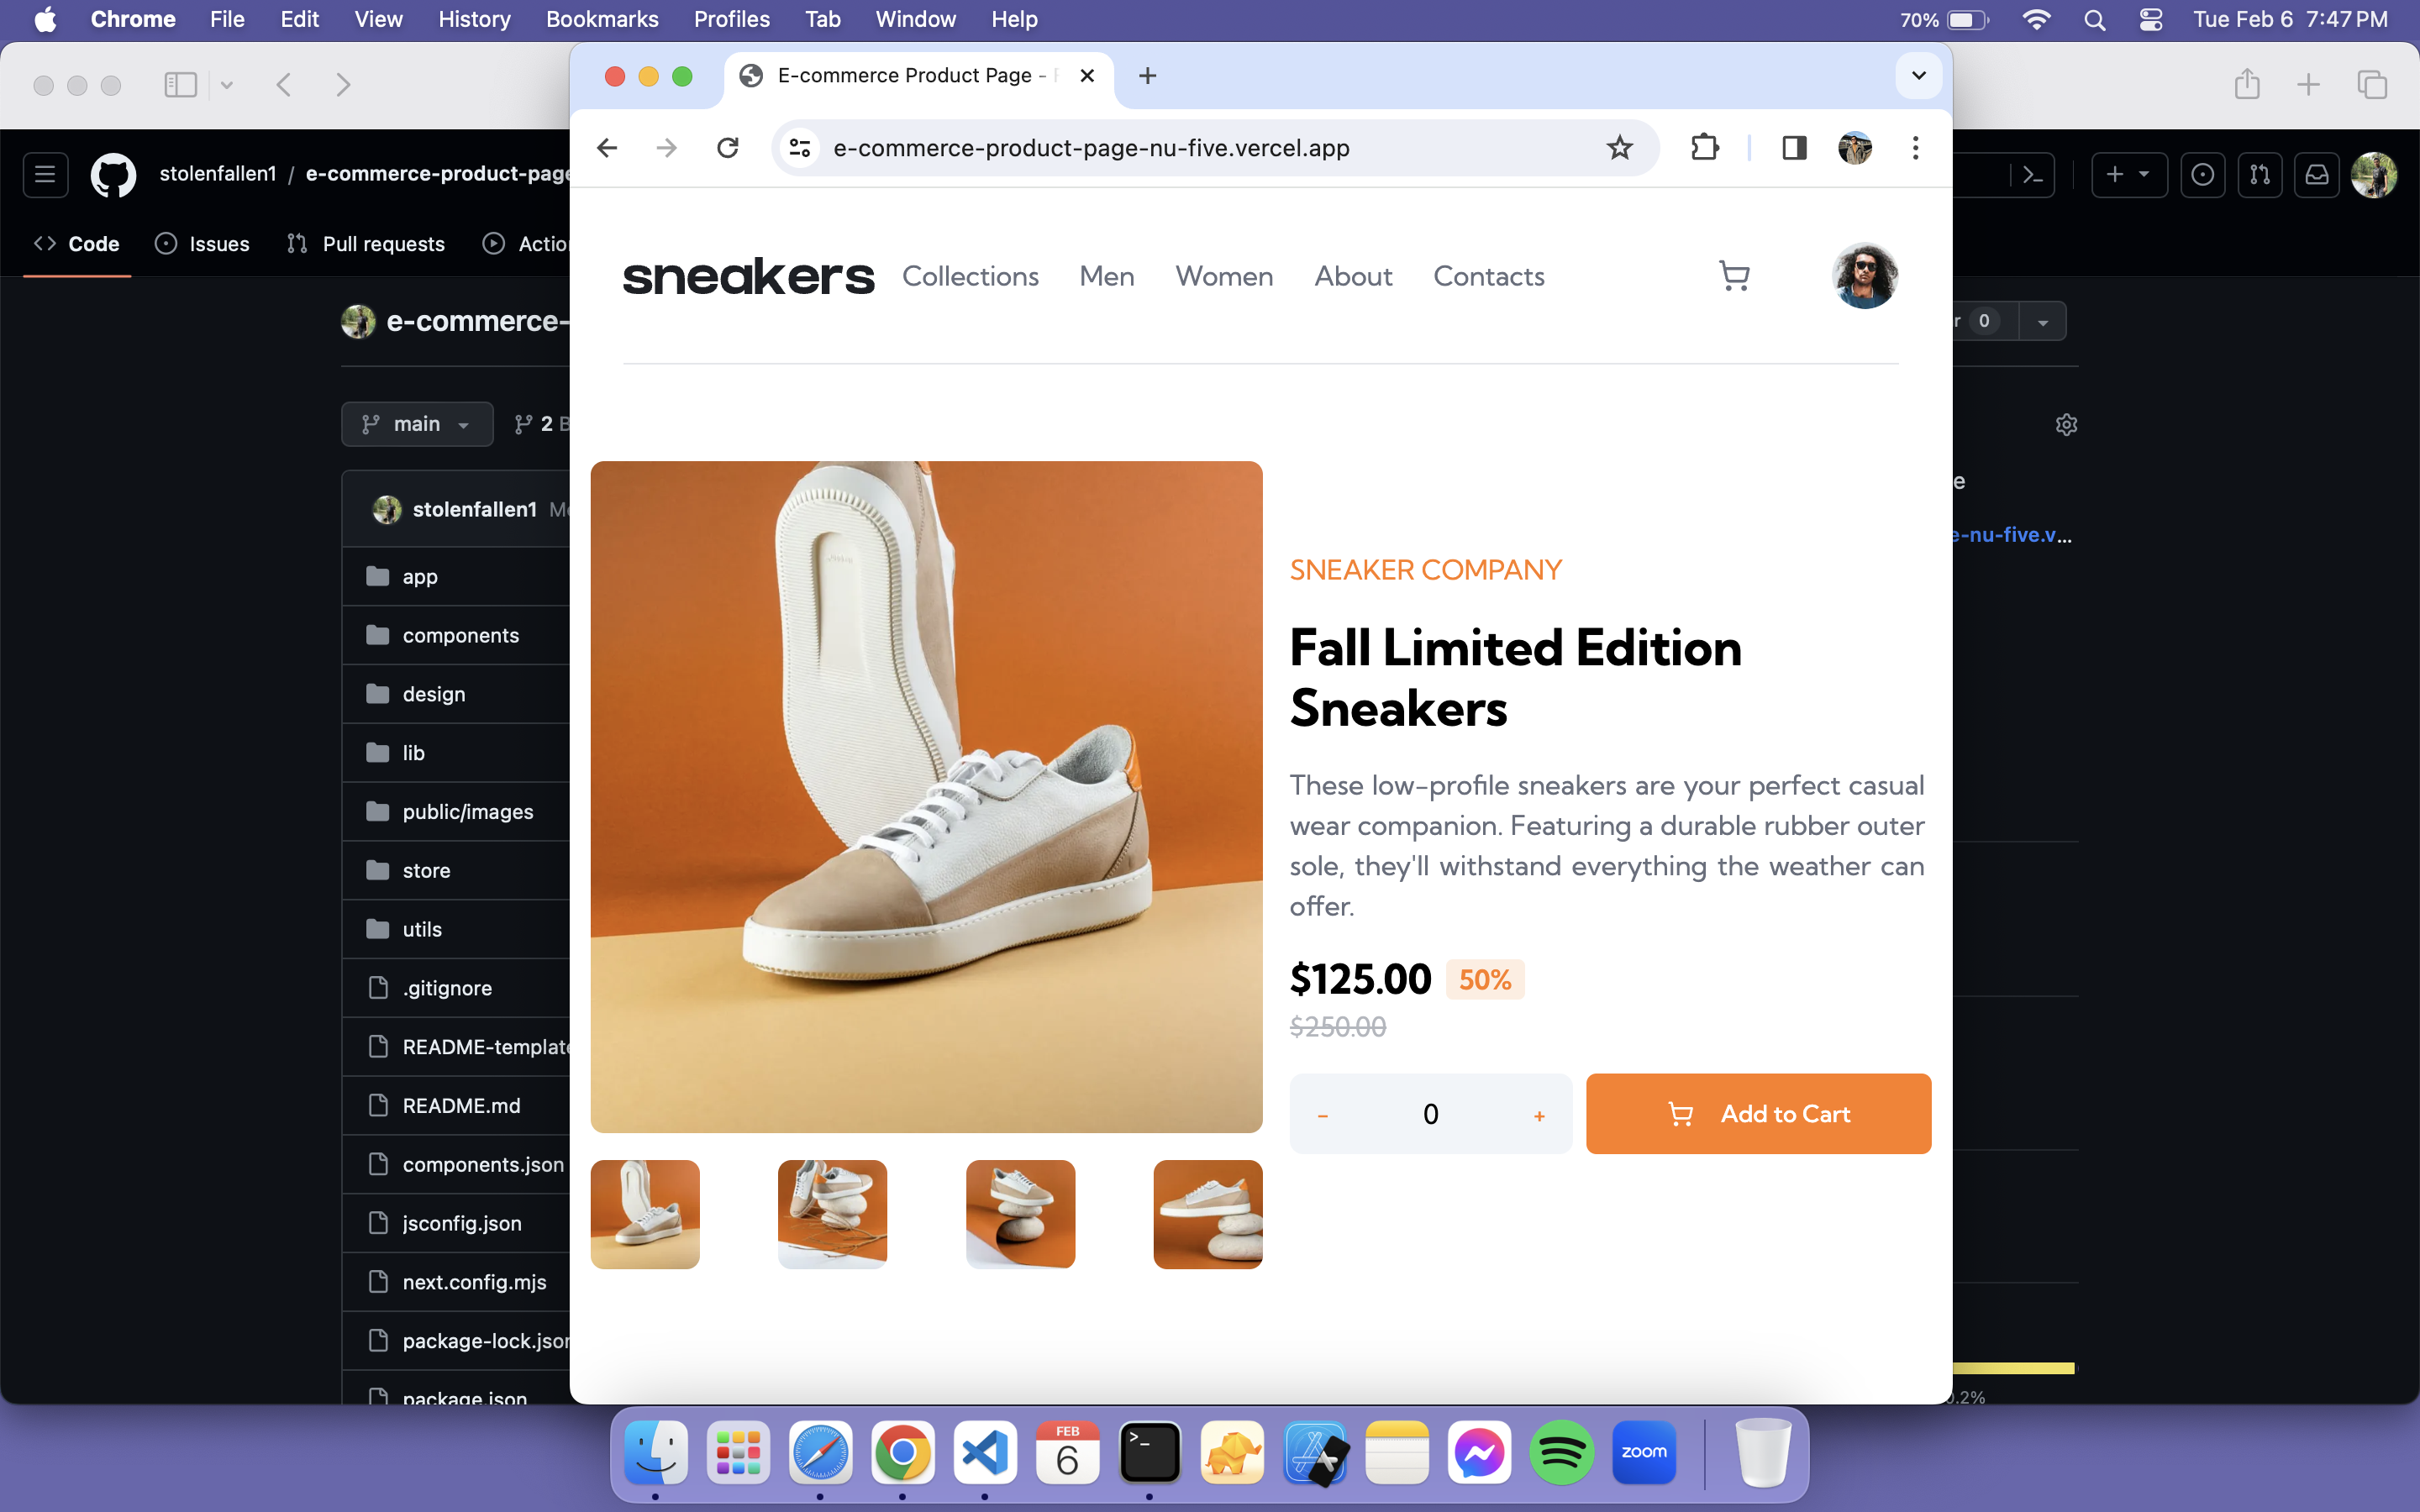 Chrome File Edit View History Bookmarks Profiles Tab Window Help 70% Tue Feb 6 7:47 PM
E-commerce Product Page -
e-commerce-product-page-nu-five.vercel.app
stolenfallen1 / e-commerce-product-page
Code Issues Pull requests
e-commerce-
0
main
2
stolenfallen1
app
components
design
lib
public/images
store
utils
.gitignore
README-template
README.md
components.json
jsconfig.json
next.config.mjs
package-lock.json
package.json
e-nu-five.v...
0.2%
sneakers Collections Men Women About Contacts
SNEAKER COMPANY
Fall Limited Edition
Sneakers
These low-profile sneakers are your perfect casual
wear companion. Featuring a durable rubber outer
sole, they'll withstand everything the weather can
offer.
$125.00 50%
$250.00
- 0 + Add to Cart
FEB
6
>_
zoom